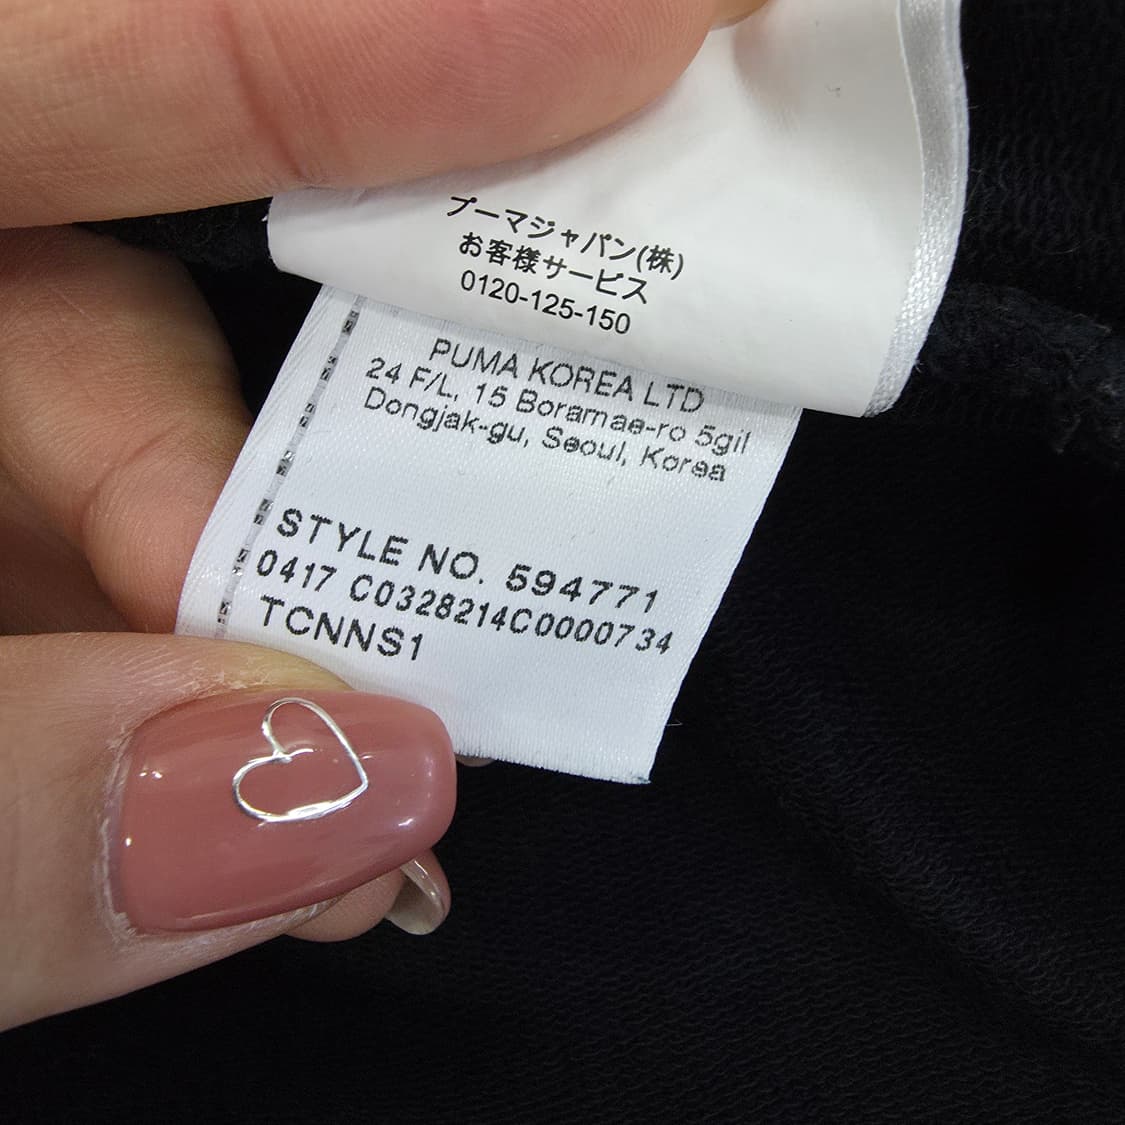 プーマジャパン(株)
お客様サービス
0120-125-150
PUMA KOREA LTD
24 F/L, 15 Boramae-ro 5gil
Dongjak-gu, Seoul, Korea
STYLE NO. 594771
0417 C0328214C0000734
TCNNS1